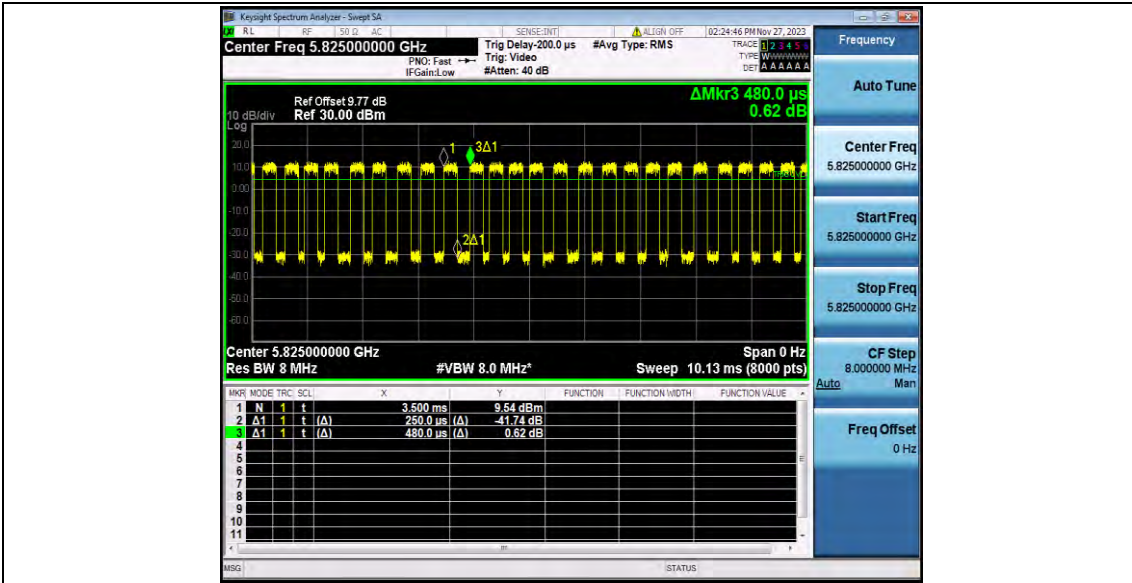 Keysight Spectrum Analyzer - Swept SA
RL RF 50 Ω AC SENSE:INT ALIGN OFF 02:24:46 PM Nov 27, 2023
Center Freq 5.825000000 GHz
PNO: Fast
IFGain:Low
Trig Delay-200.0 µs
Trig: Video
#Atten: 40 dB
#Avg Type: RMS
TRACE 1 2 3 4 5 6
TYPE W
DET A A A A A A
Frequency
Auto Tune
Center Freq
5.825000000 GHz
Start Freq
5.825000000 GHz
Stop Freq
5.825000000 GHz
CF Step
8.000000 MHz
Auto Man
Freq Offset
0 Hz
ΔMkr3 480.0 µs
0.62 dB
Ref Offset 9.77 dB
10 dB/div Ref 30.00 dBm
Log
20.0
10.0
0.00
-10.0
-20.0
-30.0
-40.0
-50.0
-60.0
1
3Δ1
2Δ1
Center 5.825000000 GHz Span 0 Hz
Res BW 8 MHz #VBW 8.0 MHz* Sweep 10.13 ms (8000 pts)
MKR MODE TRC SCL X Y FUNCTION FUNCTION WIDTH FUNCTION VALUE
1 N 1 t 3.500 ms 9.54 dBm
2 Δ1 1 t (Δ) 250.0 µs (Δ) -41.74 dB
3 Δ1 1 t (Δ) 480.0 µs (Δ) 0.62 dB
4
5
6
7
8
9
10
11
MSG STATUS